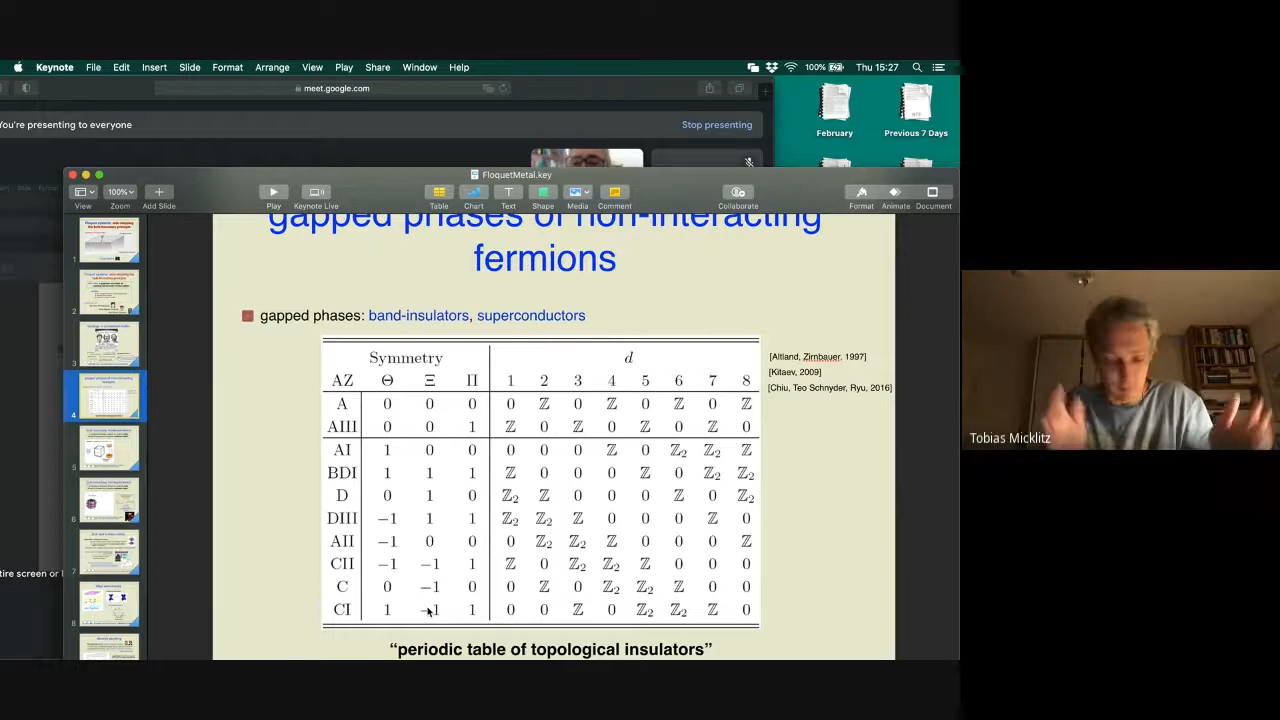 Keynote File Edit Insert Slide Format Arrange View Play Share Window Help 100% Thu 15:27
meet.google.com
You're presenting to everyone
Stop presenting
February Previous 7 Days
FloquetMetal.key
100%
View Zoom Add Slide Play Keynote Live Table Chart Text Shape Media Comment Collaborate Format Animate Document
gapped phases of non-interacting
fermions
gapped phases: band-insulators, superconductors
Symmetry d
AZ Θ Ξ Π 1 3 4 5 6 7 8
A 0 0 0 0 ℤ 0 ℤ 0 ℤ 0 ℤ
AIII 0 1 ℤ 0 ℤ 0 ℤ 0 ℤ 0
AI 1 0 0 0 0 0 ℤ 0 ℤ₂ ℤ₂ ℤ
BDI 1 1 1 ℤ 0 0 0 ℤ 0 ℤ₂ ℤ₂
D 0 1 0 ℤ₂ ℤ 0 0 0 ℤ 0 ℤ₂
DIII −1 1 1 ℤ₂ ℤ₂ ℤ 0 0 0 ℤ 0
AII −1 0 0 ℤ₂ ℤ 0 0 0 ℤ
CII −1 −1 1 ℤ 0 ℤ₂ ℤ₂ ℤ 0 0 0
C 0 −1 0 0 ℤ₂ ℤ₂ ℤ 0
CI 1 1 0 0 ℤ 0 ℤ₂ ℤ₂ ℤ 0
[Altland, Zirnbauer, 1997]
[Kitaev, 2009]
[Chiu, Teo Schnyder, Ryu, 2016]
"periodic table of topological insulators"
1
2
3
4
5
6
7
8
Tobias Micklitz